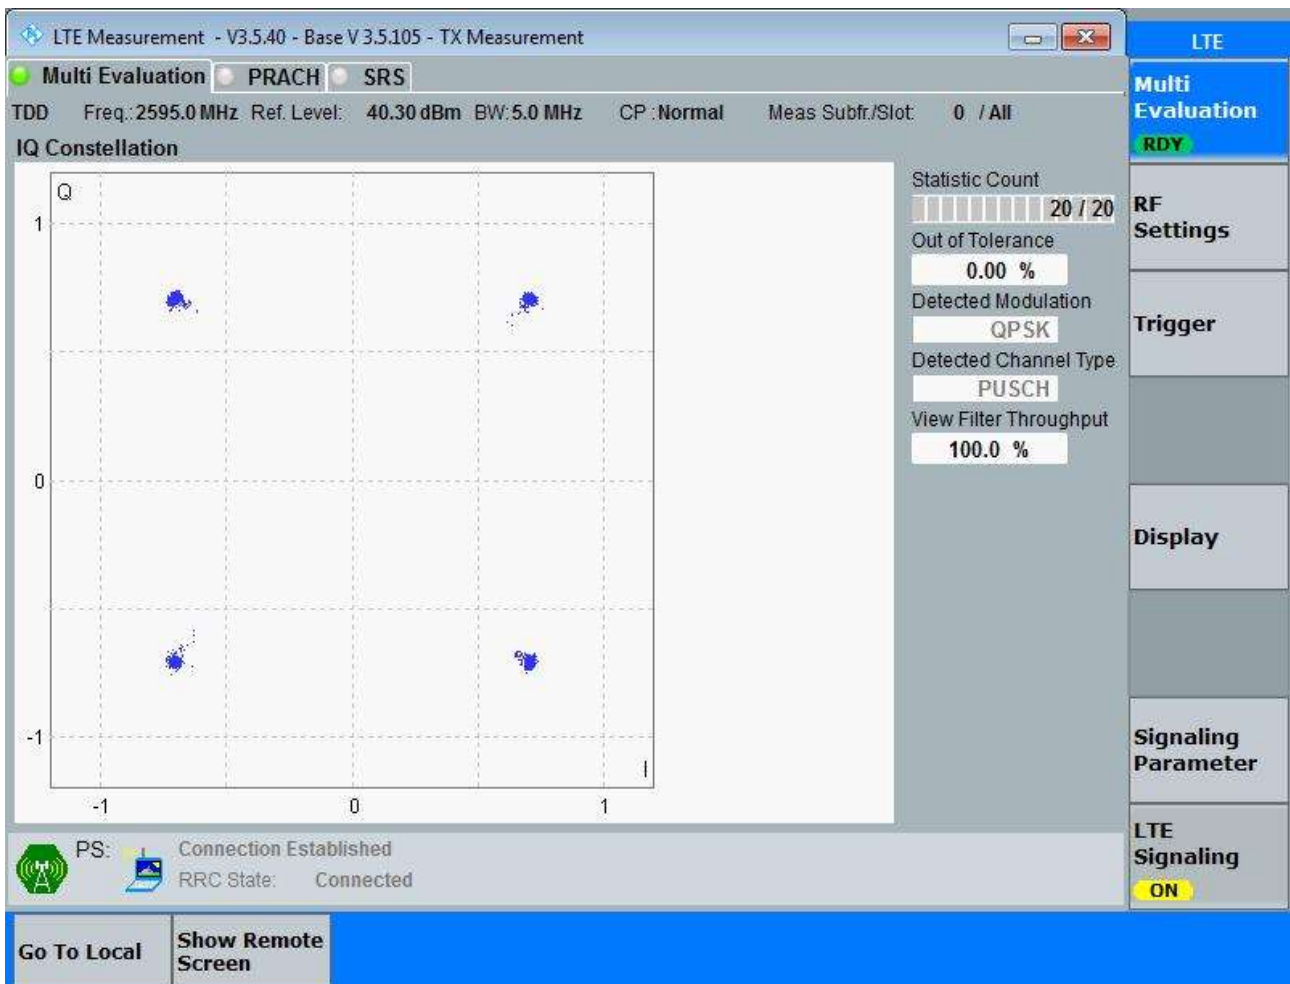 LTE Measurement - V3.5.40 - Base V 3.5.105 - TX Measurement
LTE
Multi Evaluation PRACH SRS
TDD Freq.: 2595.0 MHz Ref. Level: 40.30 dBm BW: 5.0 MHz CP : Normal Meas Subfr./Slot: 0 / All
IQ Constellation
Q
1
0
-1
-1 0 1
I
Statistic Count
20 / 20
Out of Tolerance
0.00 %
Detected Modulation
QPSK
Detected Channel Type
PUSCH
View Filter Throughput
100.0 %
Multi
Evaluation
RDY
RF
Settings
Trigger
Display
Signaling
Parameter
LTE
Signaling
ON
PS: Connection Established
RRC State: Connected
Go To Local
Show Remote
Screen